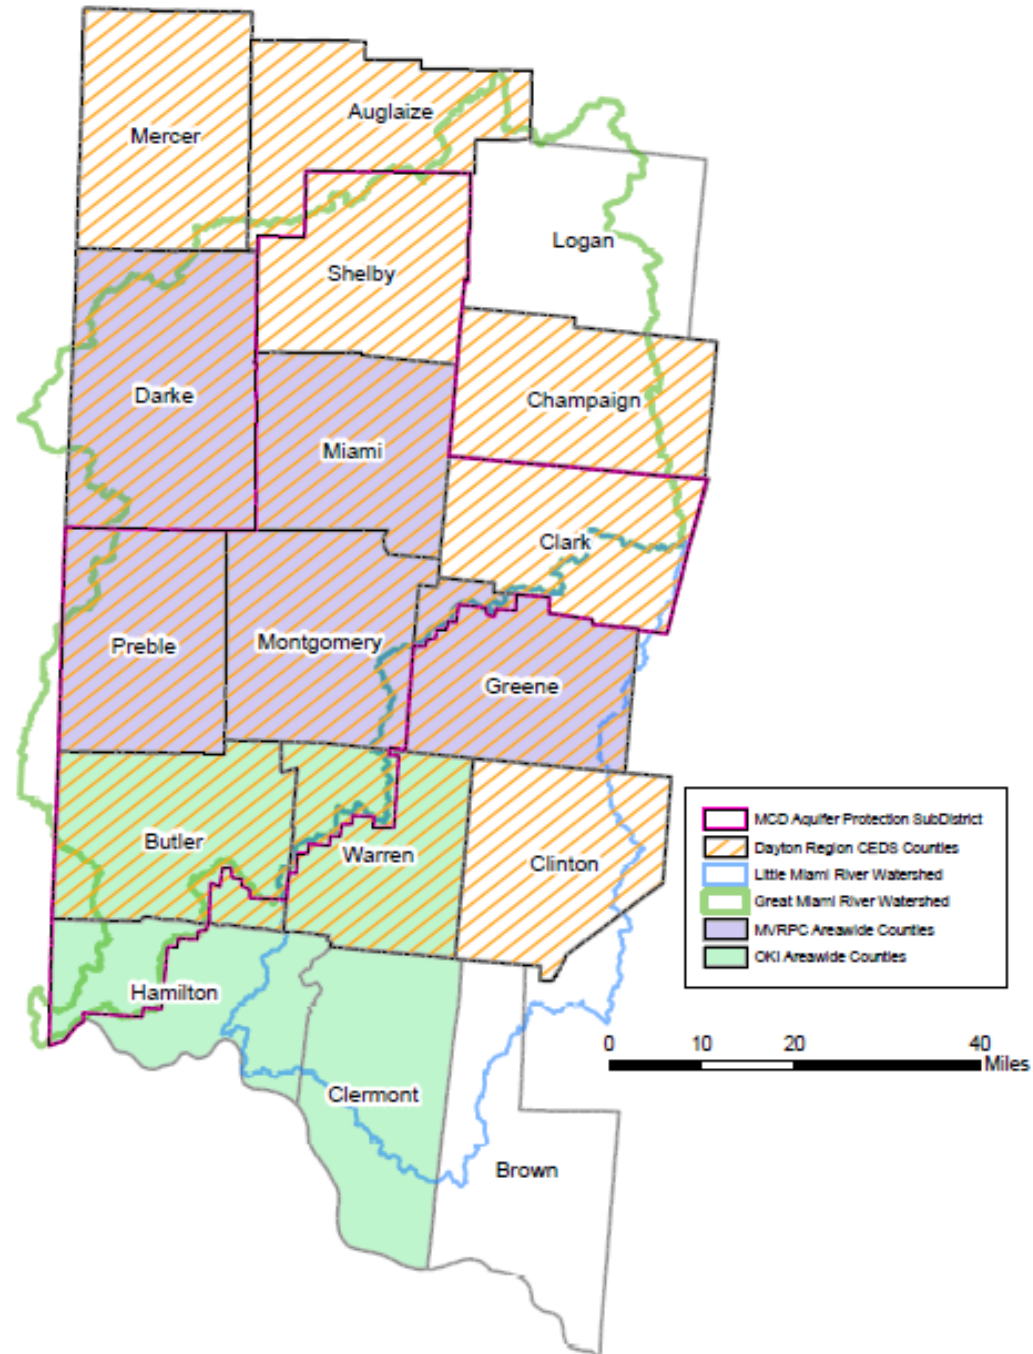 Auglaize
Mercer
Logan
Shelby
Darke
Champaign
Miami
Clark
Preble
Montgomery
Greene
Butler
Warren
Clinton
Hamilton
Clermont
Brown
MCD Aquifer Protection SubDistrict
Dayton Region CEDS Counties
Little Miami River Watershed
Great Miami River Watershed
MVRPC Areawide Counties
OKI Areawide Counties
0 10 20 40
Miles